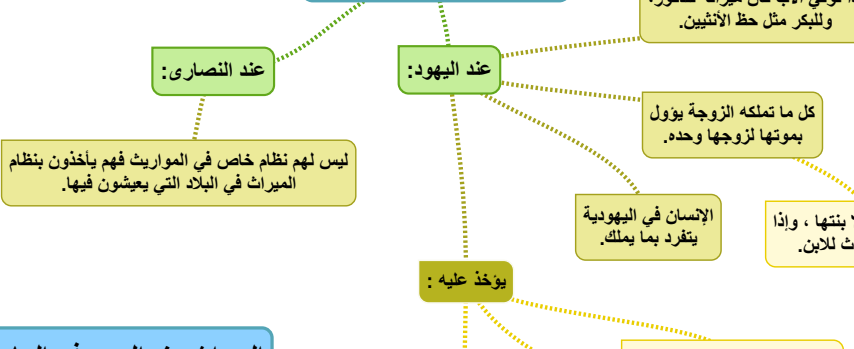 وللبكر مثل حظ الأنثيين.
عند اليهود:
عند النصارى:
كل ما تملكه الزوجة يؤول
بموتها لزوجها وحده.
ليس لهم نظام خاص في المواريث فهم يأخذون بنظام
الميراث في البلاد التي يعيشون فيها.
الإنسان في اليهودية
يتفرد بما يملك.
بنتها ، وإذا
للابن.
يؤخذ عليه :